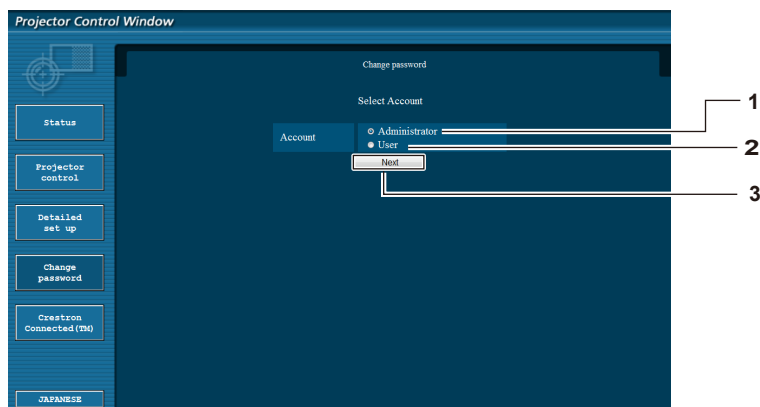 Projector Control Window
Change password
Select Account
Account
Administrator
User
Next
Status
Projector
control
Detailed
set up
Change
password
Crestron
Connected(TM)
JAPANESE
1
2
3